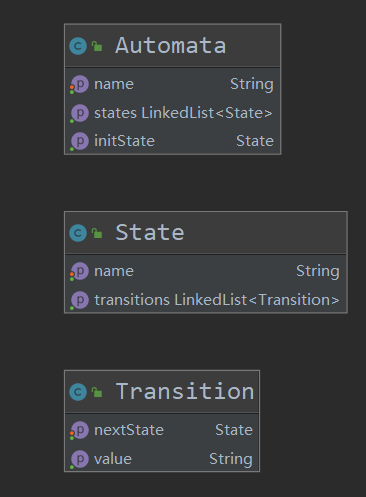 Automata
name String
states LinkedList<State>
initState State
State
name String
transitions LinkedList<Transition>
Transition
nextState State
value String